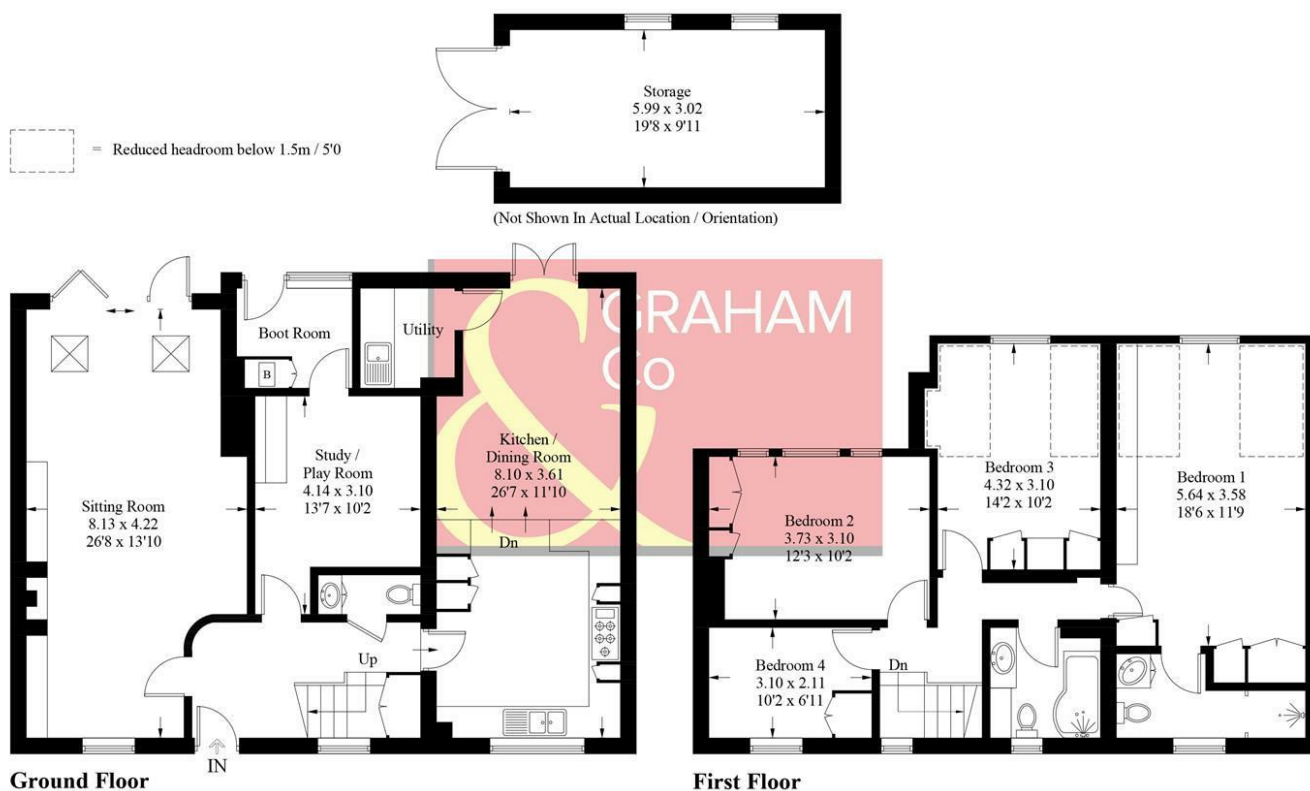 Storage
5.99 x 3.02
19'8 x 9'11
= Reduced headroom below 1.5m / 5'0
(Not Shown In Actual Location / Orientation)
& GRAHAM
Co
Boot Room
B
Utility
Study /
Play Room
4.14 x 3.10
13'7 x 10'2
Kitchen /
Dining Room
8.10 x 3.61
26'7 x 11'10
Sitting Room
8.13 x 4.22
26'8 x 13'10
Dn
Up
IN
Ground Floor
Bedroom 3
4.32 x 3.10
14'2 x 10'2
Bedroom 1
5.64 x 3.58
18'6 x 11'9
Bedroom 2
3.73 x 3.10
12'3 x 10'2
Bedroom 4
3.10 x 2.11
10'2 x 6'11
Dn
First Floor